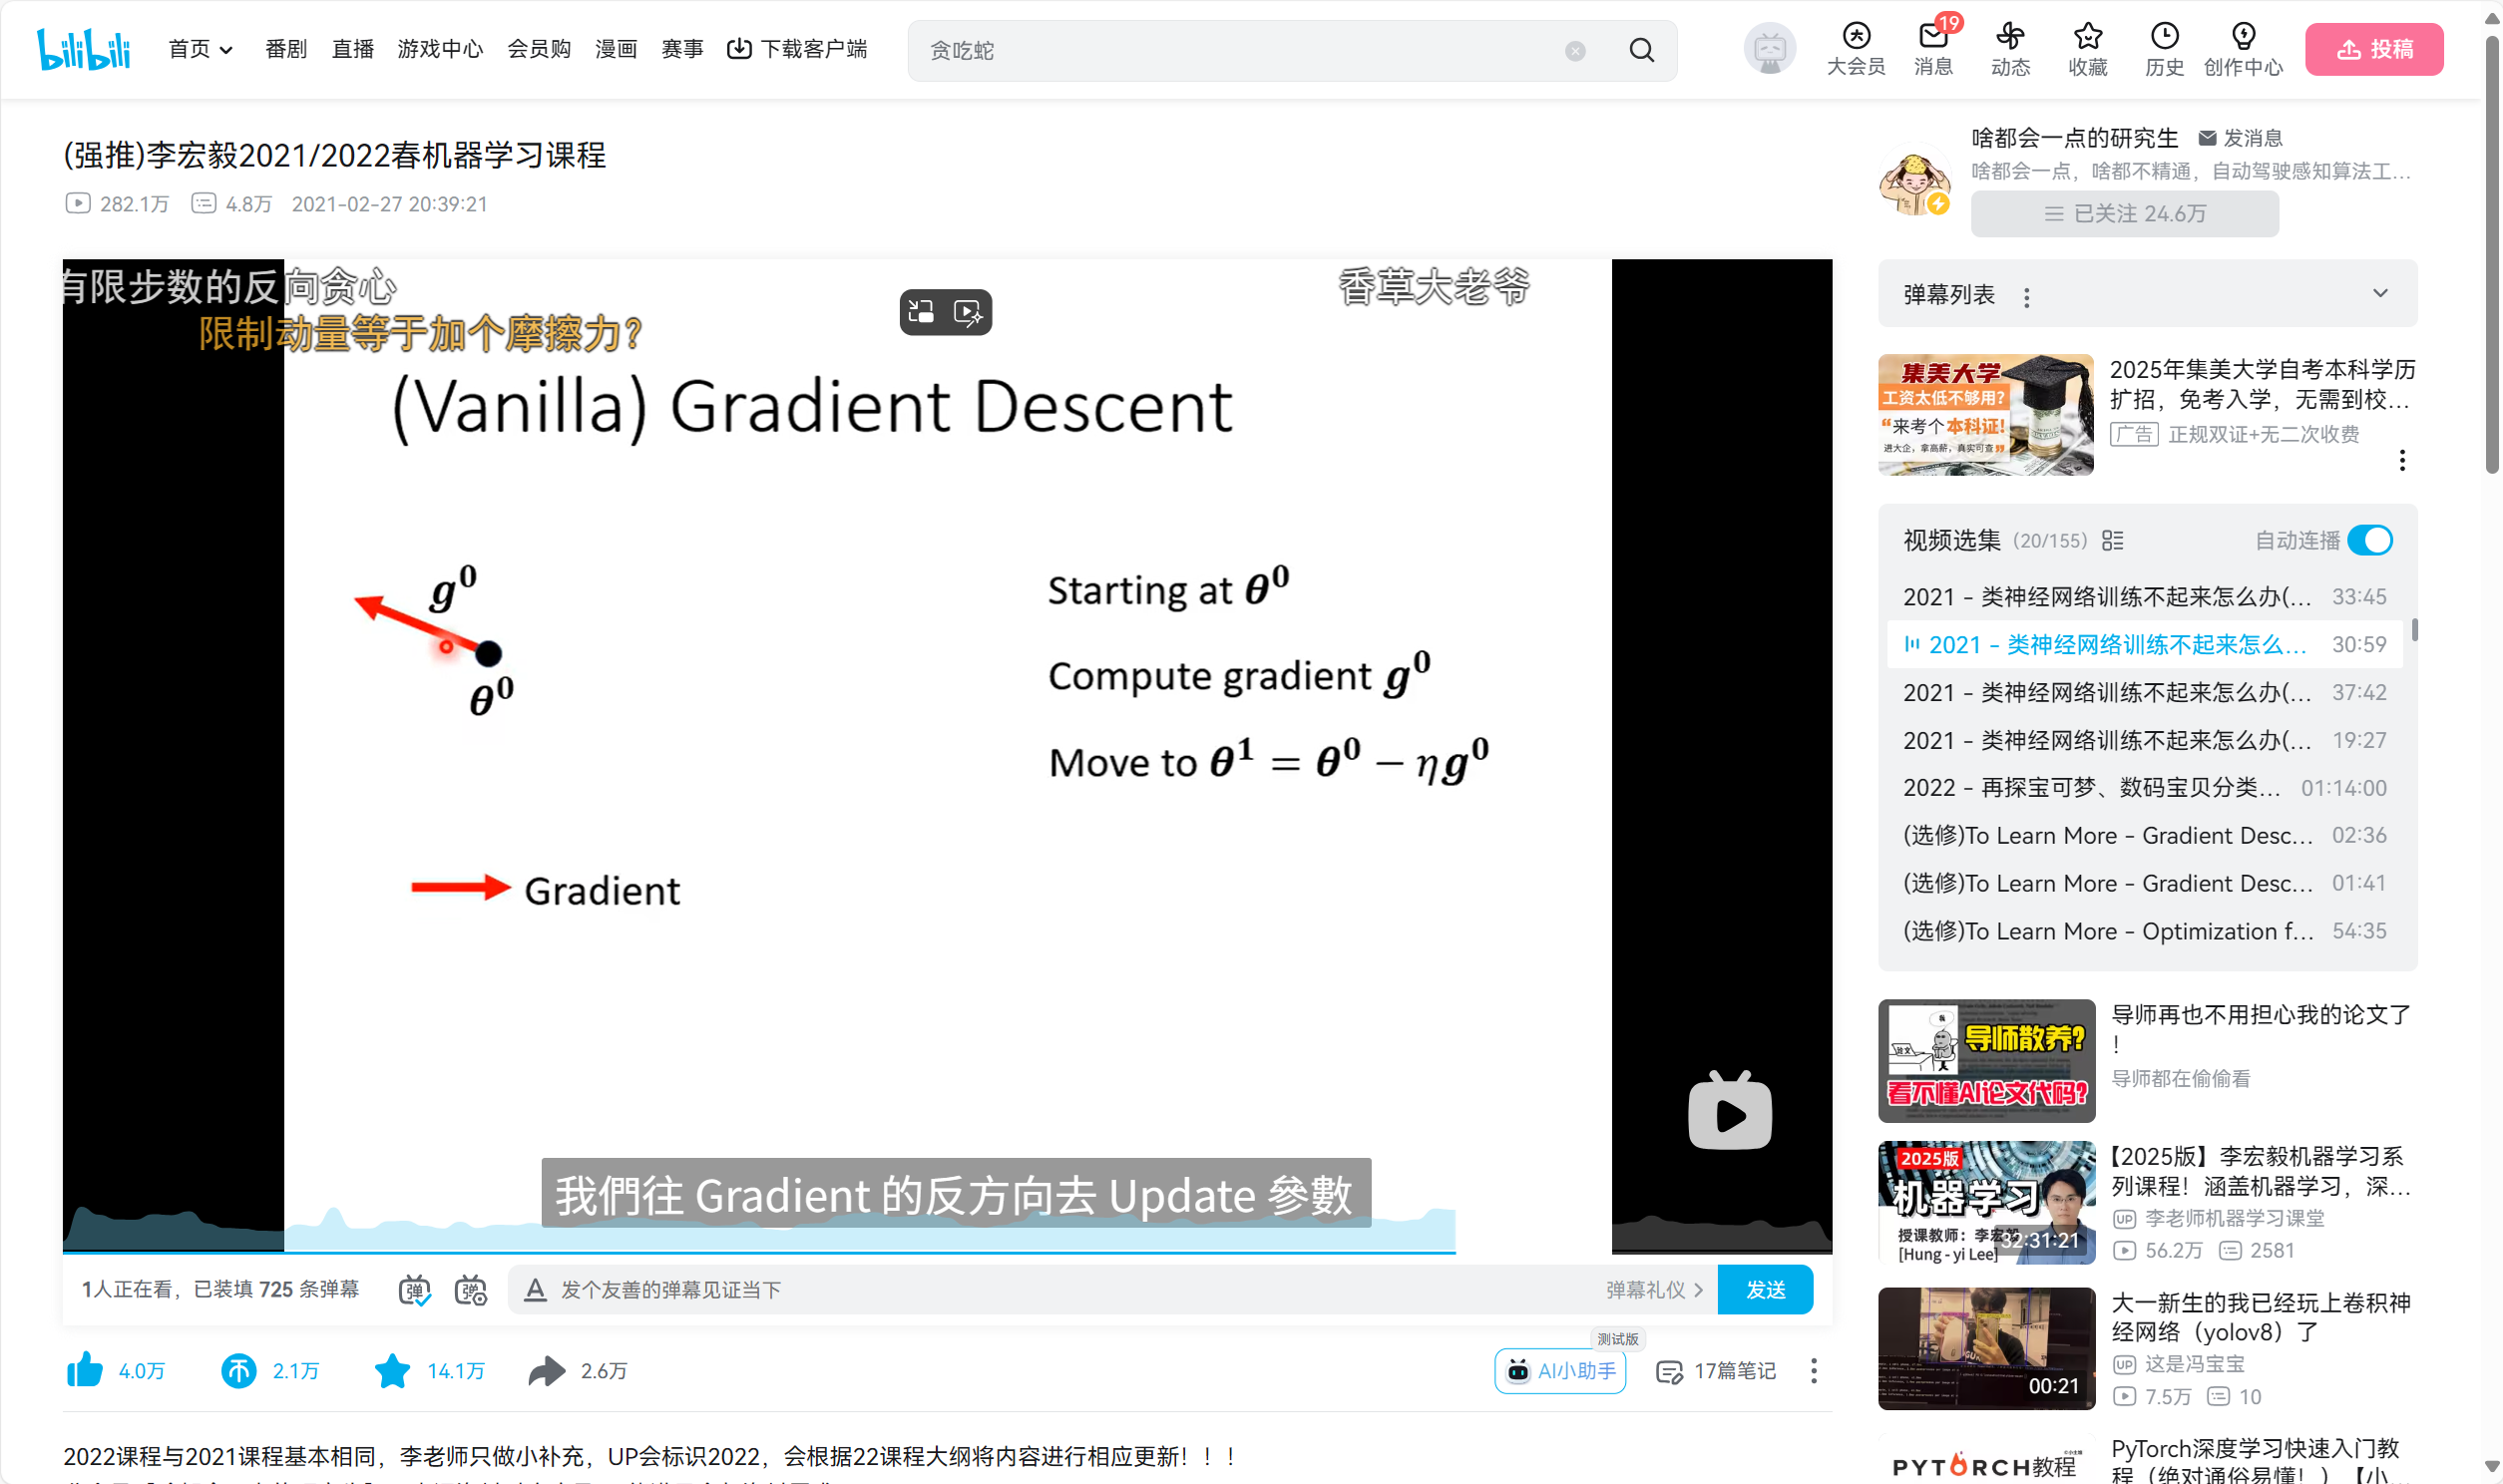 bilibili
首页
番剧
直播
游戏中心
会员购
漫画
赛事
下载客户端
贪吃蛇
大会员
19
消息
动态
收藏
历史
创作中心
投稿
(强推)李宏毅2021/2022春机器学习课程
282.1万 4.8万 2021-02-27 20:39:21
有限步数的反向贪心
香草大老爷
限制动量等于加个摩擦力?
(Vanilla) Gradient Descent
g⁰
θ⁰
Starting at θ⁰
Compute gradient g⁰
Move to θ¹ = θ⁰ − ηg⁰
Gradient
我們往 Gradient 的反方向去 Update 參數
1人正在看，已装填 725 条弹幕
弹
弹
A 发个友善的弹幕见证当下
弹幕礼仪
发送
4.0万
2.1万
14.1万
2.6万
测试版
AI小助手
17篇笔记
2022课程与2021课程基本相同，李老师只做小补充，UP会标识2022，会根据22课程大纲将内容进行相应更新！！！
啥都会一点的研究生 发消息
啥都会一点，啥都不精通，自动驾驶感知算法工...
已关注 24.6万
弹幕列表
集美大学
工资太低不够用?
“来考个本科证!
进大企，拿高薪，真实可查”
2025年集美大学自考本科学历
扩招，免考入学，无需到校...
广告 正规双证+无二次收费
视频选集 (20/155)
自动连播
2021 - 类神经网络训练不起来怎么办(... 33:45
2021 - 类神经网络训练不起来怎么... 30:59
2021 - 类神经网络训练不起来怎么办(... 37:42
2021 - 类神经网络训练不起来怎么办(... 19:27
2022 - 再探宝可梦、数码宝贝分类... 01:14:00
(选修)To Learn More - Gradient Desc... 02:36
(选修)To Learn More - Gradient Desc... 01:41
(选修)To Learn More - Optimization f... 54:35
导师散养?
看不懂AI论文代码?
导师再也不用担心我的论文了
！
导师都在偷偷看
2025版
机器学习
授课教师：李宏毅
[Hung-yi Lee]
32:31:21
【2025版】李宏毅机器学习系
列课程！涵盖机器学习，深...
UP 李老师机器学习课堂
56.2万 2581
00:21
大一新生的我已经玩上卷积神
经网络（yolov8）了
UP 这是冯宝宝
7.5万 10
PYTORCH教程
PyTorch深度学习快速入门教
程（绝对通俗易懂！）【小...